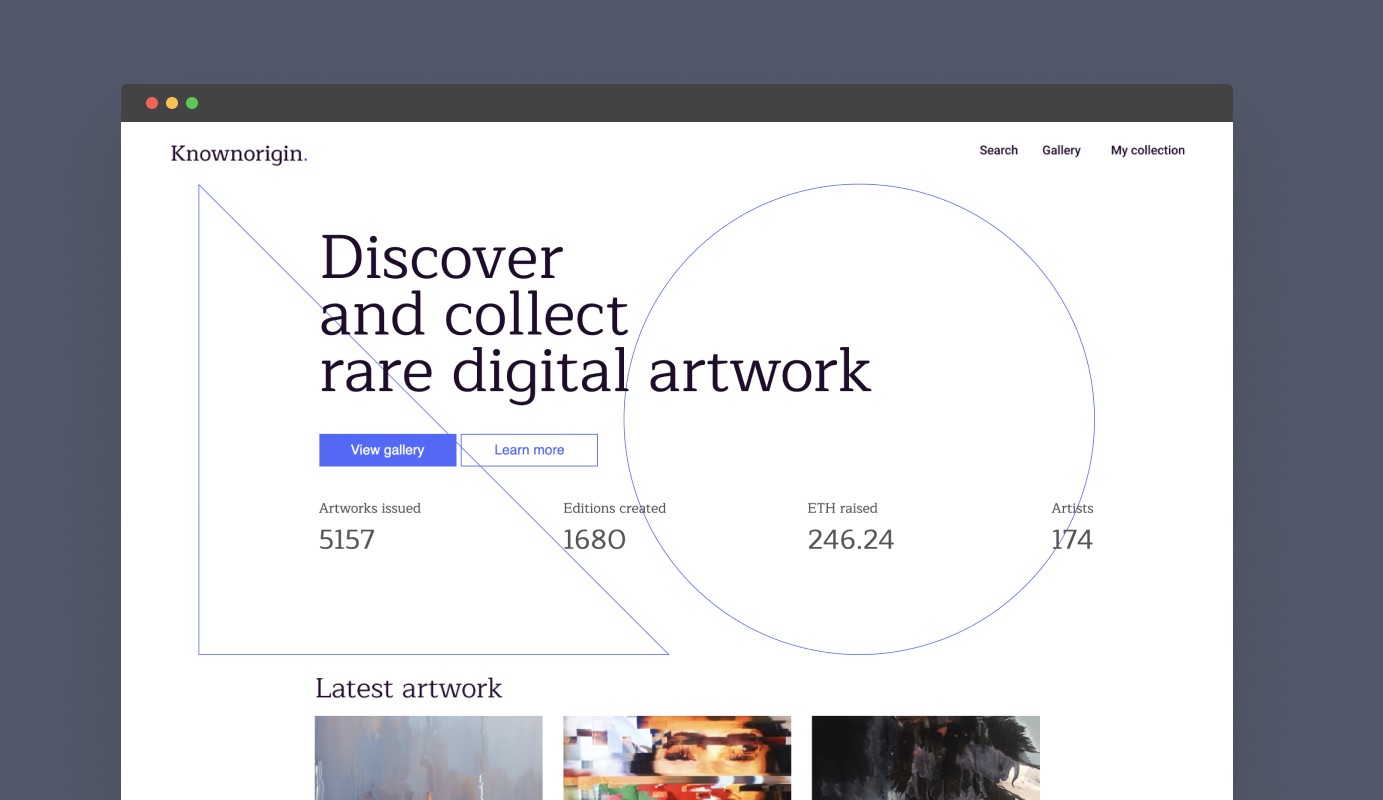 Knownorigin.
Search Gallery My collection
Discover
and collect
rare digital artwork
View gallery Learn more
Artworks issued Editions created ETH raised Artists
5157 1680 246.24 174
Latest artwork